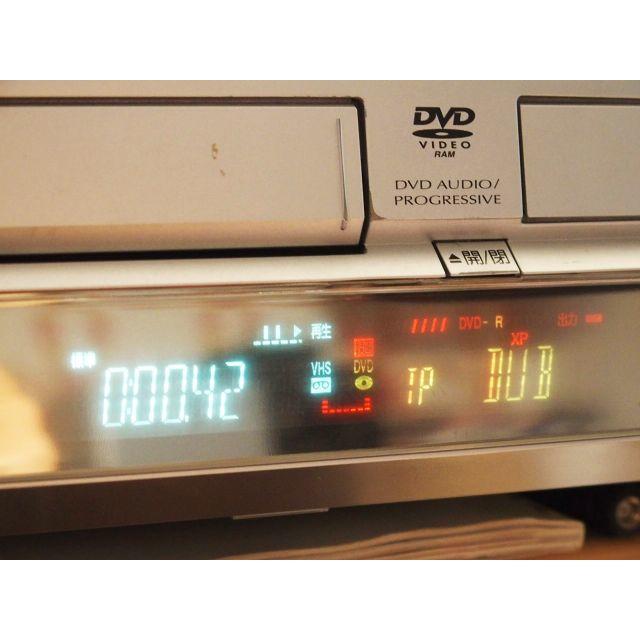 DVD
VIDEO
RAM
DVD AUDIO/
PROGRESSIVE
開/閉
再生
DVD-R
出力
標準
XP
VHS
DVD
0:00.42
TP
DUB